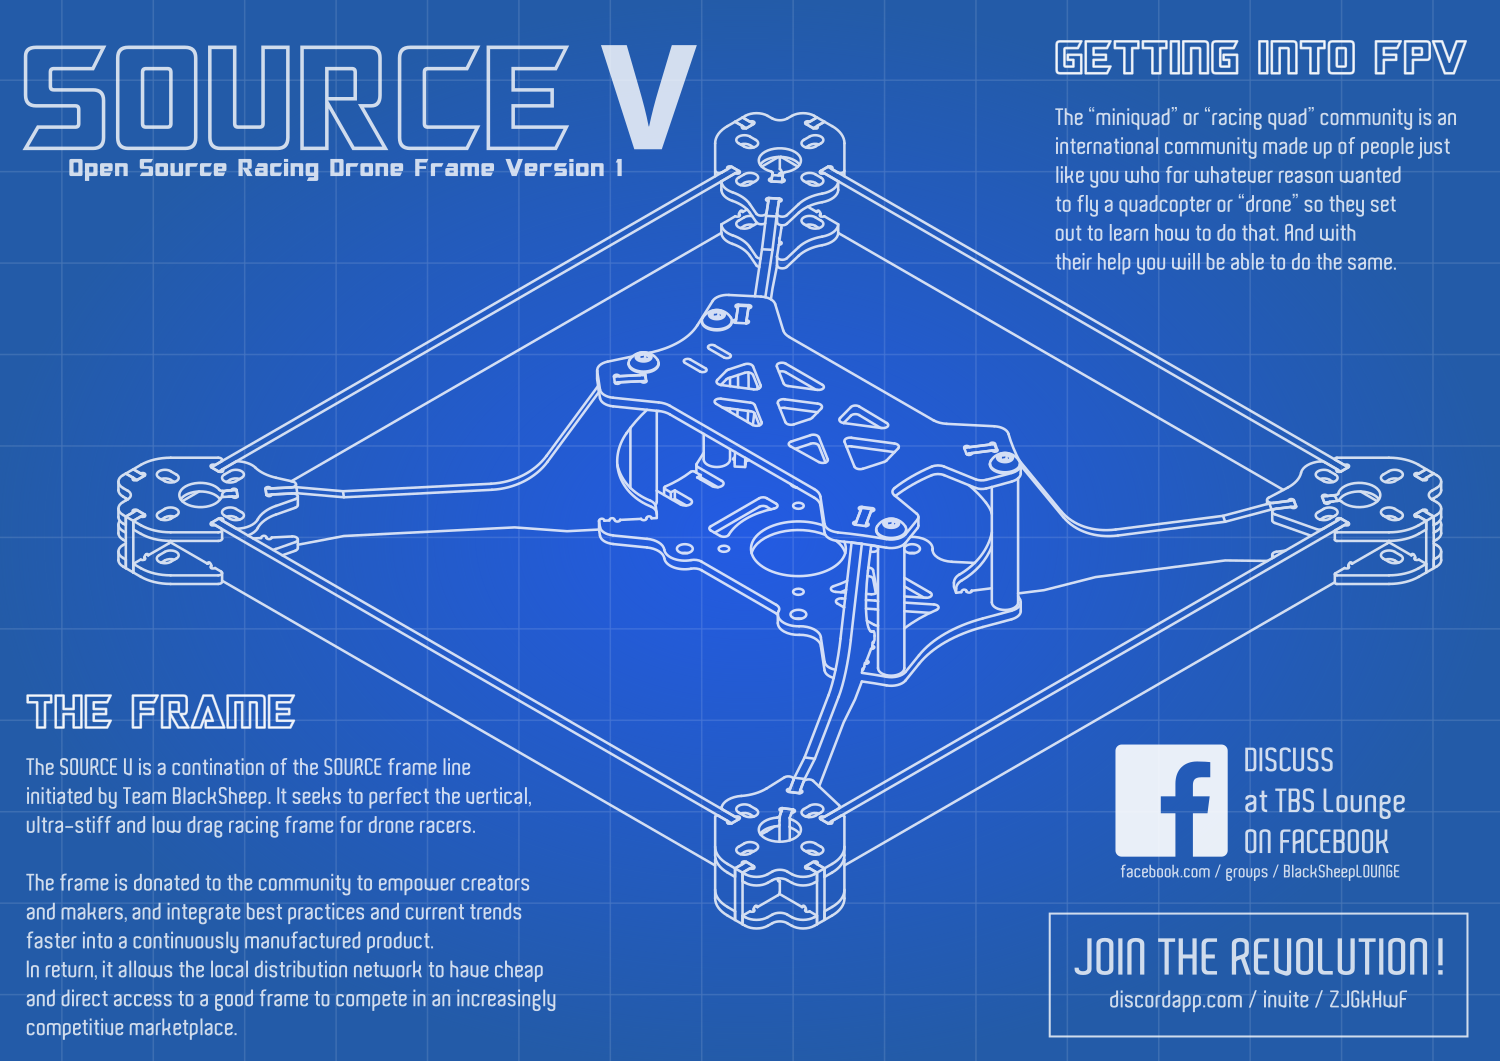 SOURCE V
Open Source Racing Drone Frame Version 1
GETTING INTO FPV
The “miniquad” or “racing quad” community is an
international community made up of people just
like you who for whatever reason wanted
to fly a quadcopter or “drone” so they set
out to learn how to do that. And with
their help you will be able to do the same.
THE FRAME
The SOURCE V is a contination of the SOURCE frame line
initiated by Team BlackSheep. It seeks to perfect the vertical,
ultra-stiff and low drag racing frame for drone racers.
The frame is donated to the community to empower creators
and makers, and integrate best practices and current trends
faster into a continuously manufactured product.
In return, it allows the local distribution network to have cheap
and direct access to a good frame to compete in an increasingly
competitive marketplace.
DISCUSS
at TBS Lounge
ON FACEBOOK
facebook.com / groups / BlackSheepLOUNGE
JOIN THE REVOLUTION!
discordapp.com / invite / ZJGkHwF